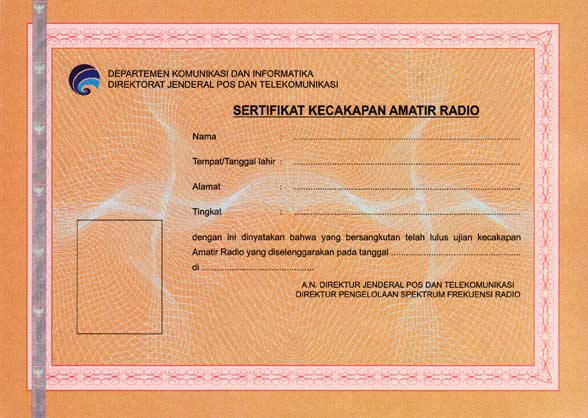 DEPARTEMEN KOMUNIKASI DAN INFORMATIKA
DIREKTORAT JENDERAL POS DAN TELEKOMUNIKASI
SERTIFIKAT KECAKAPAN AMATIR RADIO
Nama : ..........................................................
Tempat/Tanggal lahir : ..........................................................
Alamat : ..........................................................
Tingkat : ..........................................................
dengan ini dinyatakan bahwa yang bersangkutan telah lulus ujian kecakapan
Amatir Radio yang diselenggarakan pada tanggal ..................................
di ......................................
A.N. DIREKTUR JENDERAL POS DAN TELEKOMUNIKASI
DIREKTUR PENGELOLAAN SPEKTRUM FREKUENSI RADIO